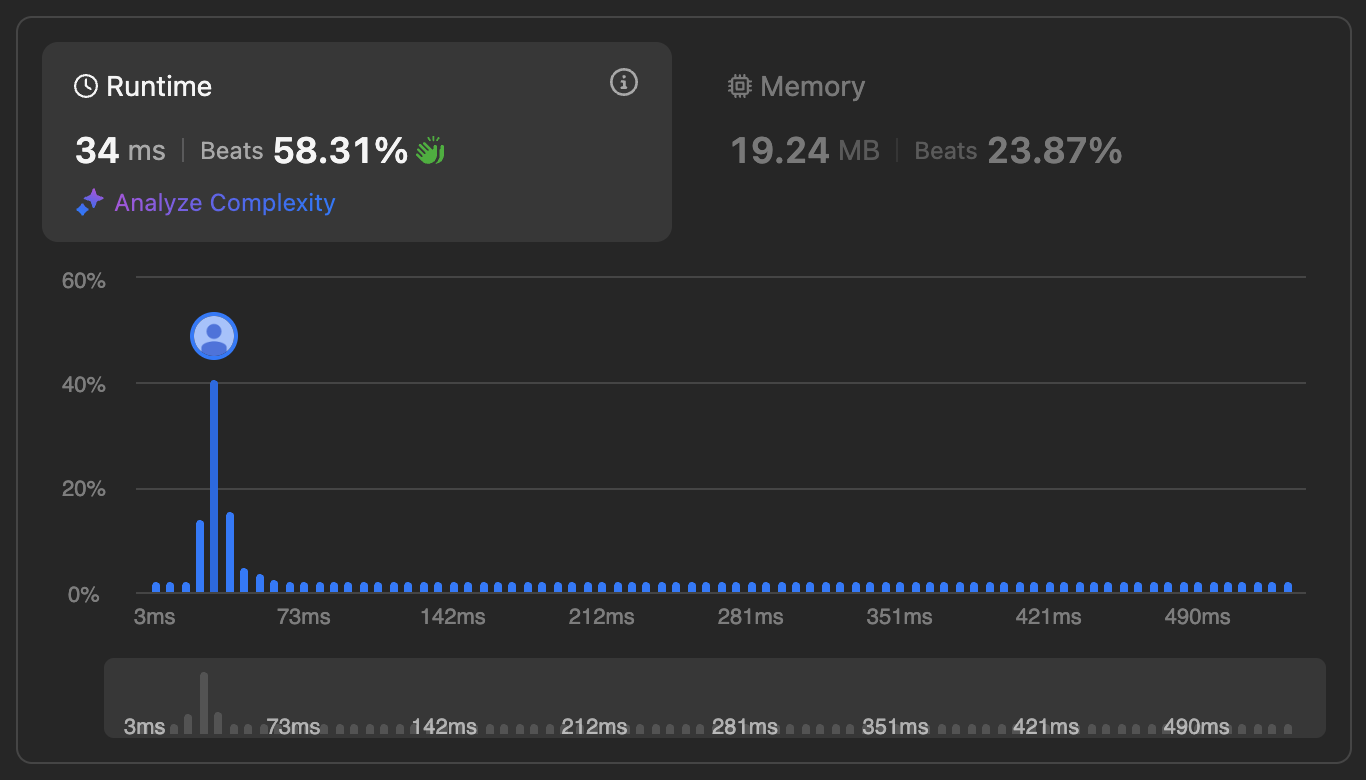 Runtime
34 ms | Beats 58.31%
Analyze Complexity
Memory
19.24 MB | Beats 23.87%
60%
40%
20%
0%
3ms 73ms 142ms 212ms 281ms 351ms 421ms 490ms
3ms 73ms 142ms 212ms 281ms 351ms 421ms 490ms